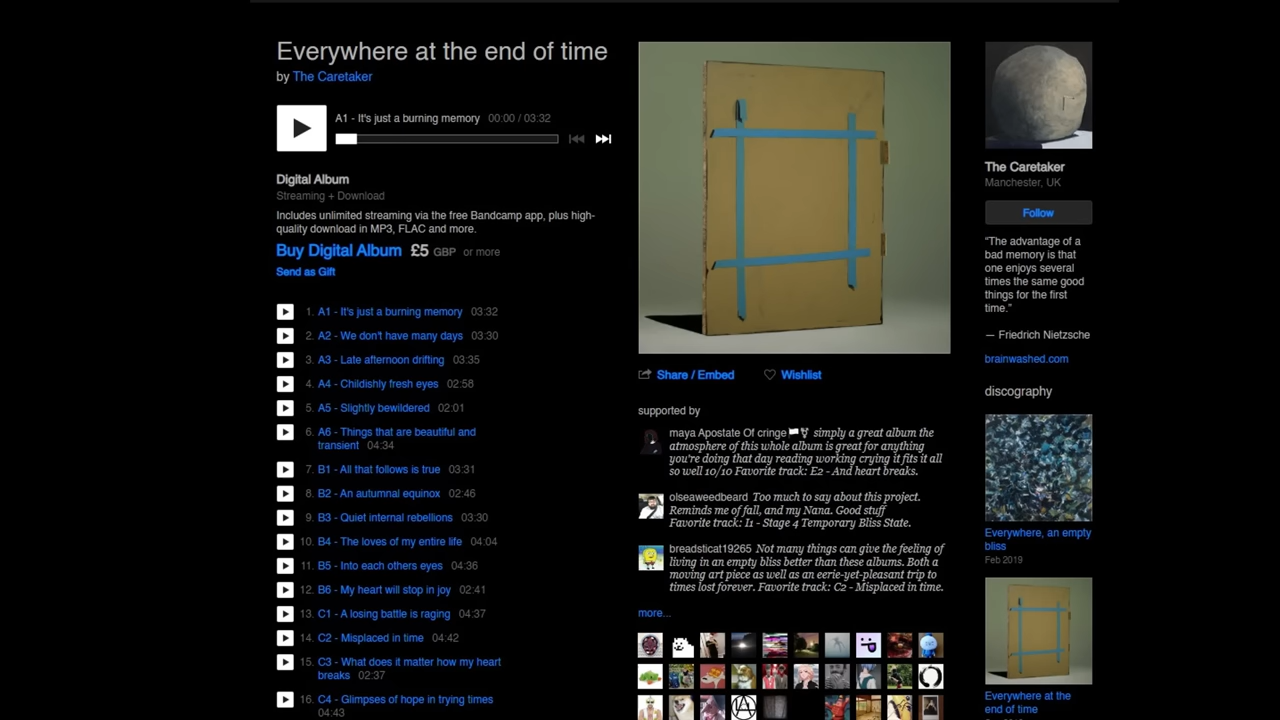 Everywhere at the end of time
by The Caretaker
A1 - It's just a burning memory 00:00 / 03:32
Digital Album
Streaming + Download
Includes unlimited streaming via the free Bandcamp app, plus high-
quality download in MP3, FLAC and more.
Buy Digital Album £5 GBP or more
Send as Gift
1. A1 - It's just a burning memory 03:32
2. A2 - We don't have many days 03:30
3. A3 - Late afternoon drifting 03:35
4. A4 - Childishly fresh eyes 02:58
5. A5 - Slightly bewildered 02:01
6. A6 - Things that are beautiful and
transient 04:34
7. B1 - All that follows is true 03:31
8. B2 - An autumnal equinox 02:46
9. B3 - Quiet internal rebellions 03:30
10. B4 - The loves of my entire life 04:04
11. B5 - Into each others eyes 04:36
12. B6 - My heart will stop in joy 02:41
13. C1 - A losing battle is raging 04:37
14. C2 - Misplaced in time 04:42
15. C3 - What does it matter how my heart
breaks 02:37
16. C4 - Glimpses of hope in trying times
04:43
Share / Embed Wishlist
supported by
maya Apostate Of cringe simply a great album the
atmosphere of this whole album is great for anything
you're doing that day reading working crying it fits it all
so well 10/10 Favorite track: E2 - And heart breaks.
olseaweedbeard Too much to say about this project.
Reminds me of fall, and my Nana. Good stuff
Favorite track: I1 - Stage 4 Temporary Bliss State.
breadsticat19265 Not many things can give the feeling of
living in an empty bliss better than these albums. Both a
moving art piece as well as an eerie-yet-pleasant trip to
times lost forever. Favorite track: C2 - Misplaced in time.
more...
The Caretaker
Manchester, UK
Follow
“The advantage of a
bad memory is that
one enjoys several
times the same good
things for the first
time.”
— Friedrich Nietzsche
brainwashed.com
discography
Everywhere, an empty
bliss
Feb 2019
Everywhere at the
end of time